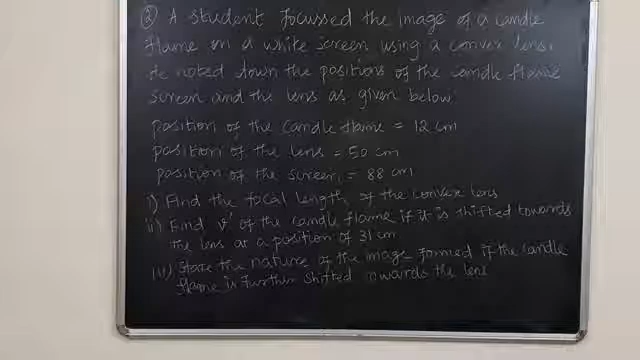 ② A student focussed the image of a candle
flame on a white screen using a convex lens.
He noted down the positions of the candle flame
screen and the lens as given below
position of the candle flame = 12 cm
position of the lens = 50 cm
position of the screen = 88 cm
i) Find the focal length of the convex lens
ii) Find v' of the candle flame if it is shifted towards
the lens at a position of 31 cm
iii) State the nature of the image formed if the candle
flame is further shifted towards the lens